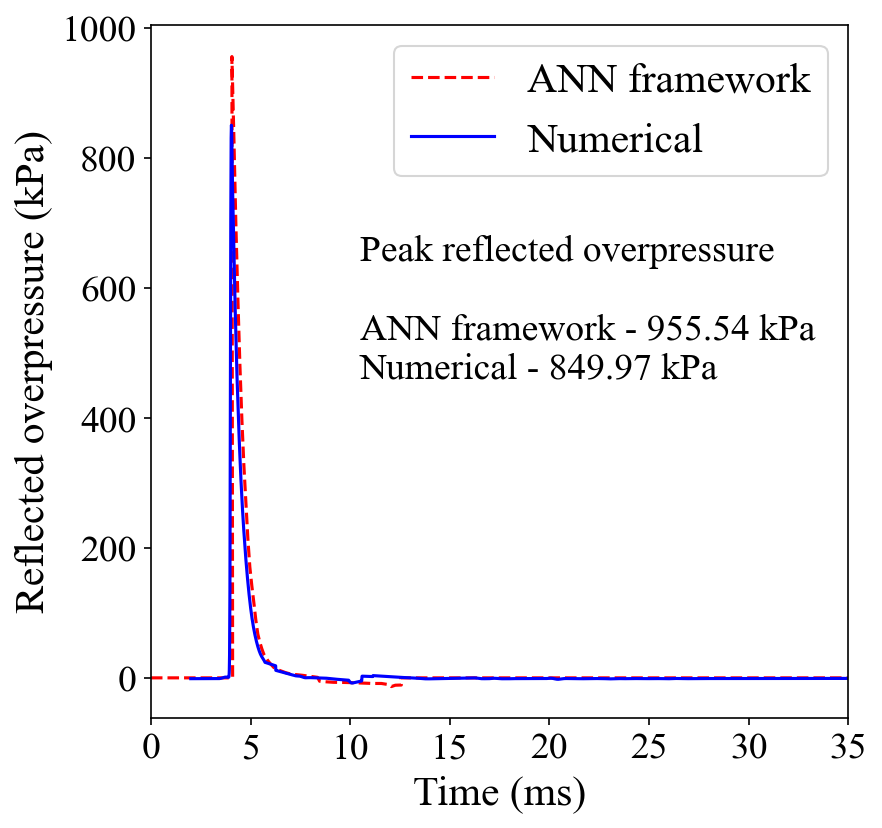 1000
800
600
400
200
0
Reflected overpressure (kPa)
ANN framework
Numerical
Peak reflected overpressure
ANN framework - 955.54 kPa
Numerical - 849.97 kPa
0 5 10 15 20 25 30 35
Time (ms)